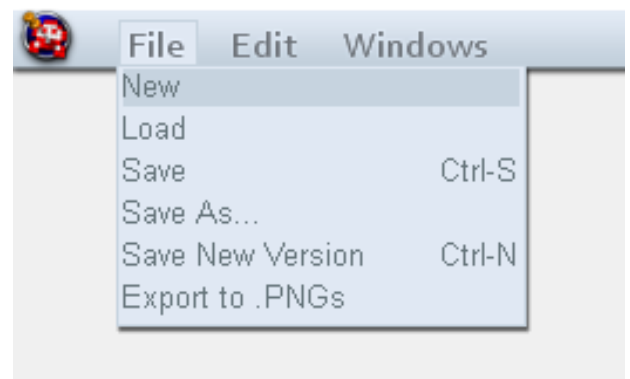 File Edit Windows
New
Load
Save Ctrl-S
Save As...
Save New Version Ctrl-N
Export to .PNGs